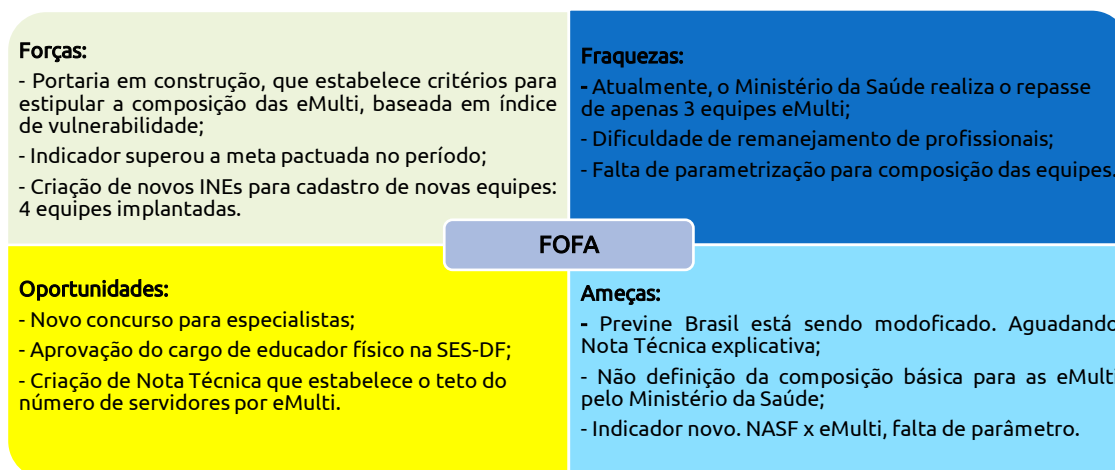 Forças:
- Portaria em construção, que estabelece critérios para
estipular a composição das eMulti, baseada em índice
de vulnerabilidade;
- Indicador superou a meta pactuada no período;
- Criação de novos INEs para cadastro de novas equipes:
4 equipes implantadas.
Fraquezas:
- Atualmente, o Ministério da Saúde realiza o repasse
de apenas 3 equipes eMulti;
- Dificuldade de remanejamento de profissionais;
- Falta de parametrização para composição das equipes.
FOFA
Oportunidades:
- Novo concurso para especialistas;
- Aprovação do cargo de educador físico na SES-DF;
- Criação de Nota Técnica que estabelece o teto do
número de servidores por eMulti.
Ameças:
- Previne Brasil está sendo modoficado. Aguadando
Nota Técnica explicativa;
- Não definição da composição básica para as eMulti
pelo Ministério da Saúde;
- Indicador novo. NASF x eMulti, falta de parâmetro.